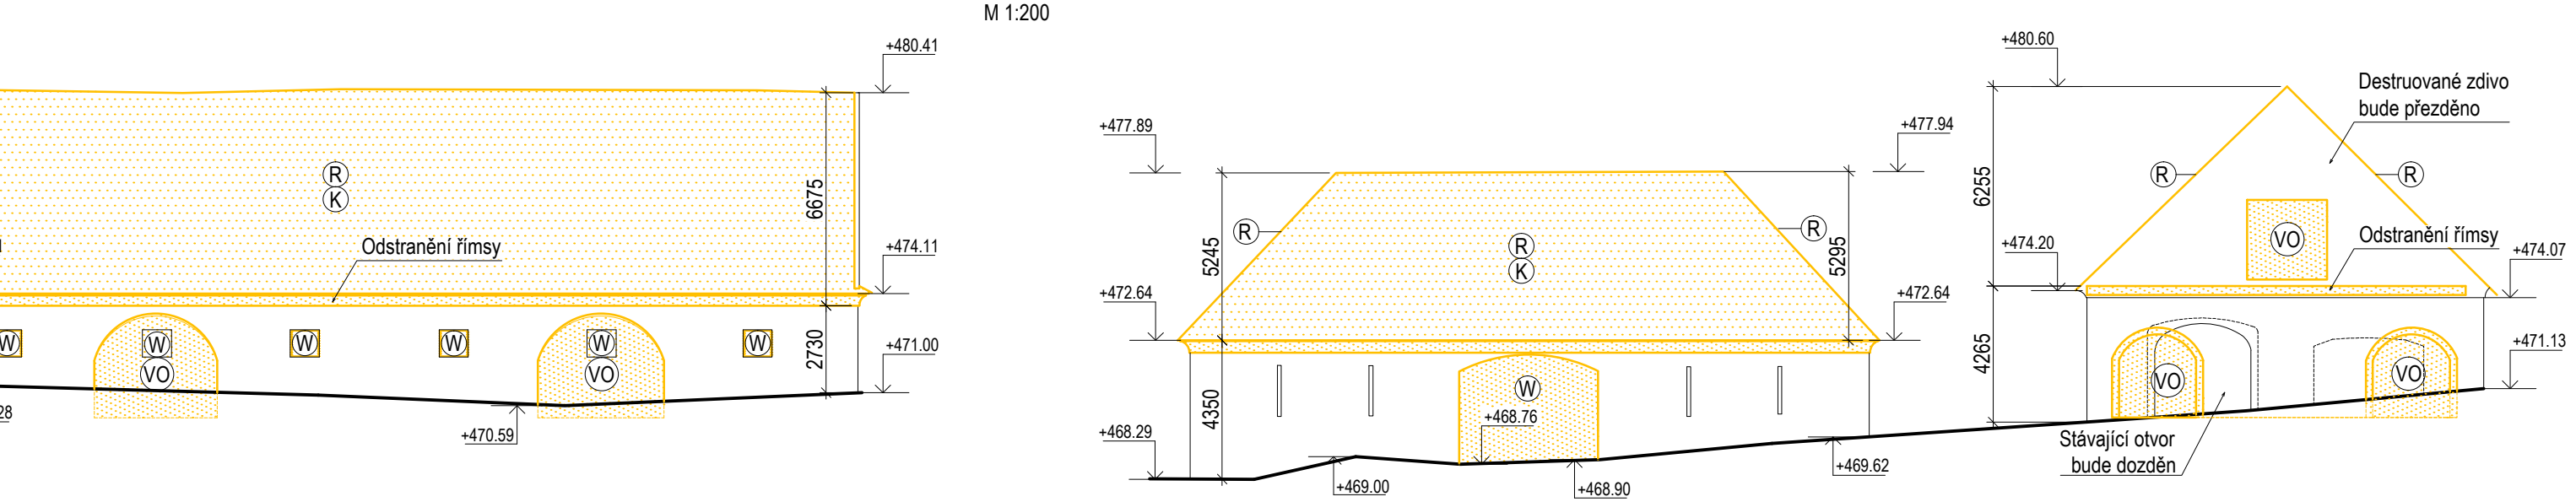 M 1:200
+480.41
R
K
6675
Odstranění římsy
+474.11
W
W
W
W
W
W
VO
VO
2730
+471.00
28
+470.59
+477.89
+477.94
R
R
5245
R
K
5295
+472.64
+472.64
4350
W
+468.76
+468.29
+469.00
+468.90
+469.62
+480.60
Destruované zdivo
bude přezděno
R
R
6255
VO
+474.20
Odstranění římsy
+474.07
4265
VO
VO
+471.13
Stávající otvor
bude dozděn